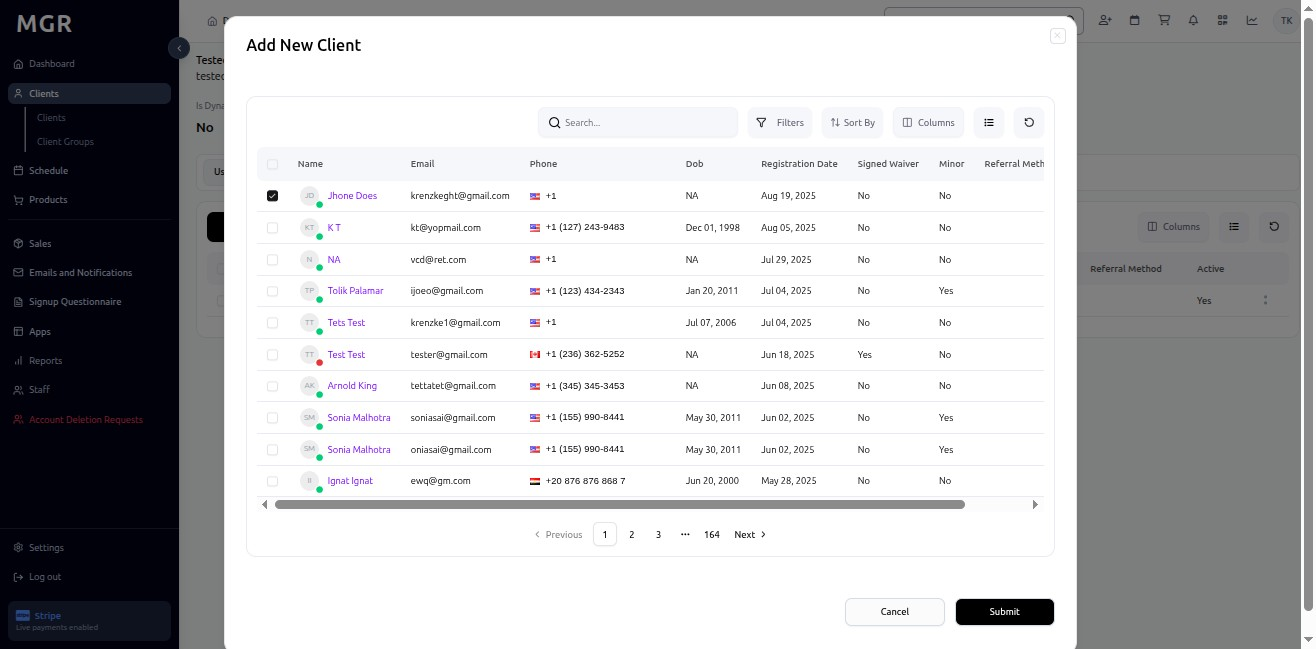 MGR
TK
Dashboard
Clients
Clients
Client Groups
Schedule
Products
Sales
Emails and Notifications
Signup Questionnaire
Apps
Reports
Staff
Account Deletion Requests
Settings
Log out
Stripe
Live payments enabled
No
Columns
Referral Method Active
Yes
Add New Client
Search...
Filters
Sort By
Columns
Name Email Phone Dob Registration Date Signed Waiver Minor Referral Meth
JD Jhone Does krenzkeght@gmail.com +1 NA Aug 19, 2025 No No
KT K T kt@yopmail.com +1 (127) 243-9483 Dec 01, 1998 Aug 05, 2025 No No
N NA vcd@ret.com +1 NA Jul 29, 2025 No No
TP Tolik Palamar ijoeo@gmail.com +1 (123) 434-2343 Jan 20, 2011 Jul 04, 2025 No Yes
TT Tets Test krenzke1@gmail.com +1 Jul 07, 2006 Jul 04, 2025 No No
TT Test Test tester@gmail.com +1 (236) 362-5252 NA Jun 18, 2025 Yes No
AK Arnold King tettatet@gmail.com +1 (345) 345-3453 NA Jun 08, 2025 No No
SM Sonia Malhotra soniasai@gmail.com +1 (155) 990-8441 May 30, 2011 Jun 02, 2025 No Yes
SM Sonia Malhotra oniasai@gmail.com +1 (155) 990-8441 May 30, 2011 Jun 02, 2025 No Yes
II Ignat Ignat ewq@gm.com +20 876 876 868 7 Jun 20, 2000 May 28, 2025 No No
Previous 1 2 3 ••• 164 Next
Cancel
Submit